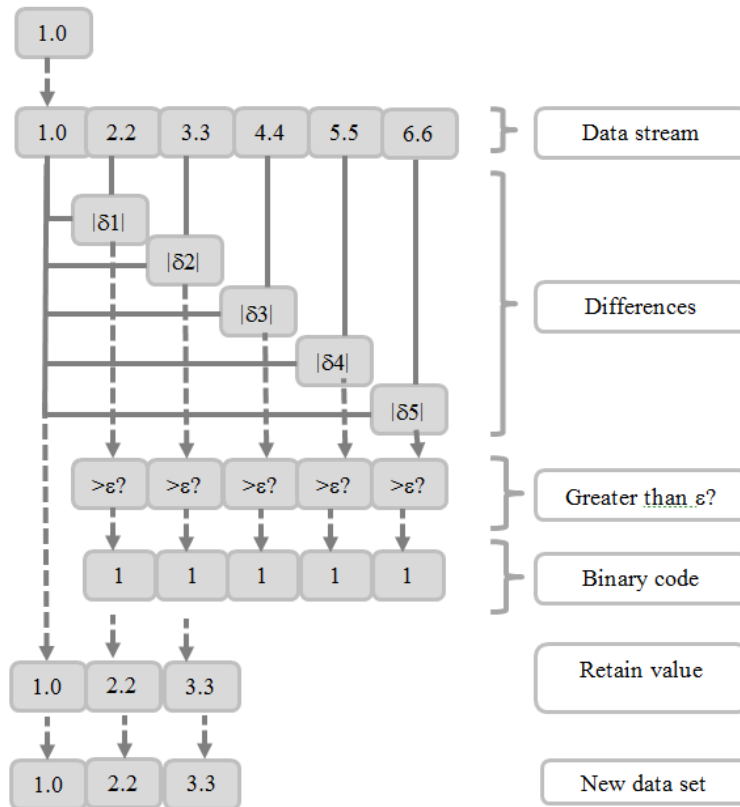 1.0
1.0 2.2 3.3 4.4 5.5 6.6 Data stream
|δ1|
|δ2|
|δ3| Differences
|δ4|
|δ5|
>ε? >ε? >ε? >ε? >ε? Greater than ε?
1 1 1 1 1 Binary code
1.0 2.2 3.3 Retain value
1.0 2.2 3.3 New data set